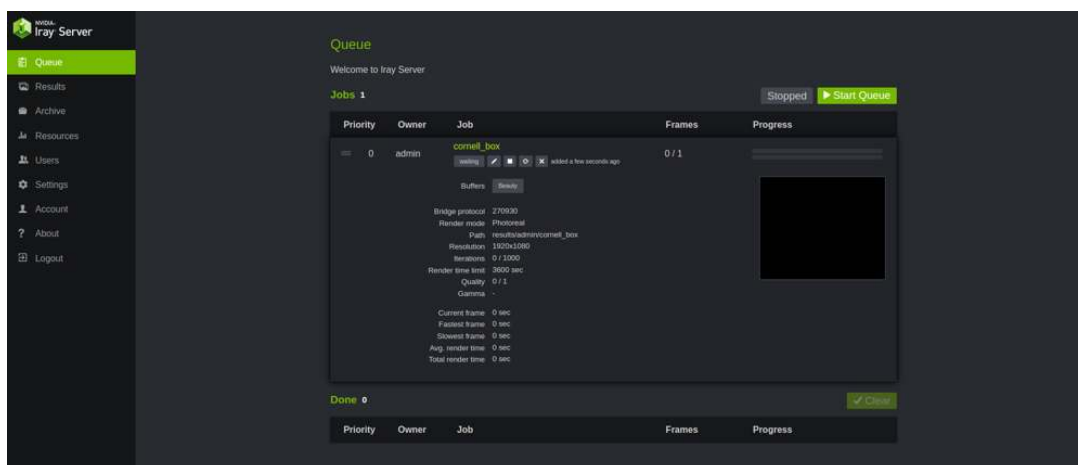 NVIDIA.
Iray Server
Queue
Results
Archive
Resources
Users
Settings
Account
? About
Logout
Queue
Welcome to Iray Server
Jobs 1
Stopped Start Queue
Priority Owner Job Frames Progress
0 admin cornell_box 0 / 1
waiting added a few seconds ago
Buffers Beauty
Bridge protocol 270930
Render mode Photoreal
Path results/admin/cornell_box
Resolution 1920x1080
Iterations 0 / 1000
Render time limit 3600 sec
Quality 0 / 1
Gamma -
Current frame 0 sec
Fastest frame 0 sec
Slowest frame 0 sec
Avg. render time 0 sec
Total render time 0 sec
Done 0
Clear
Priority Owner Job Frames Progress